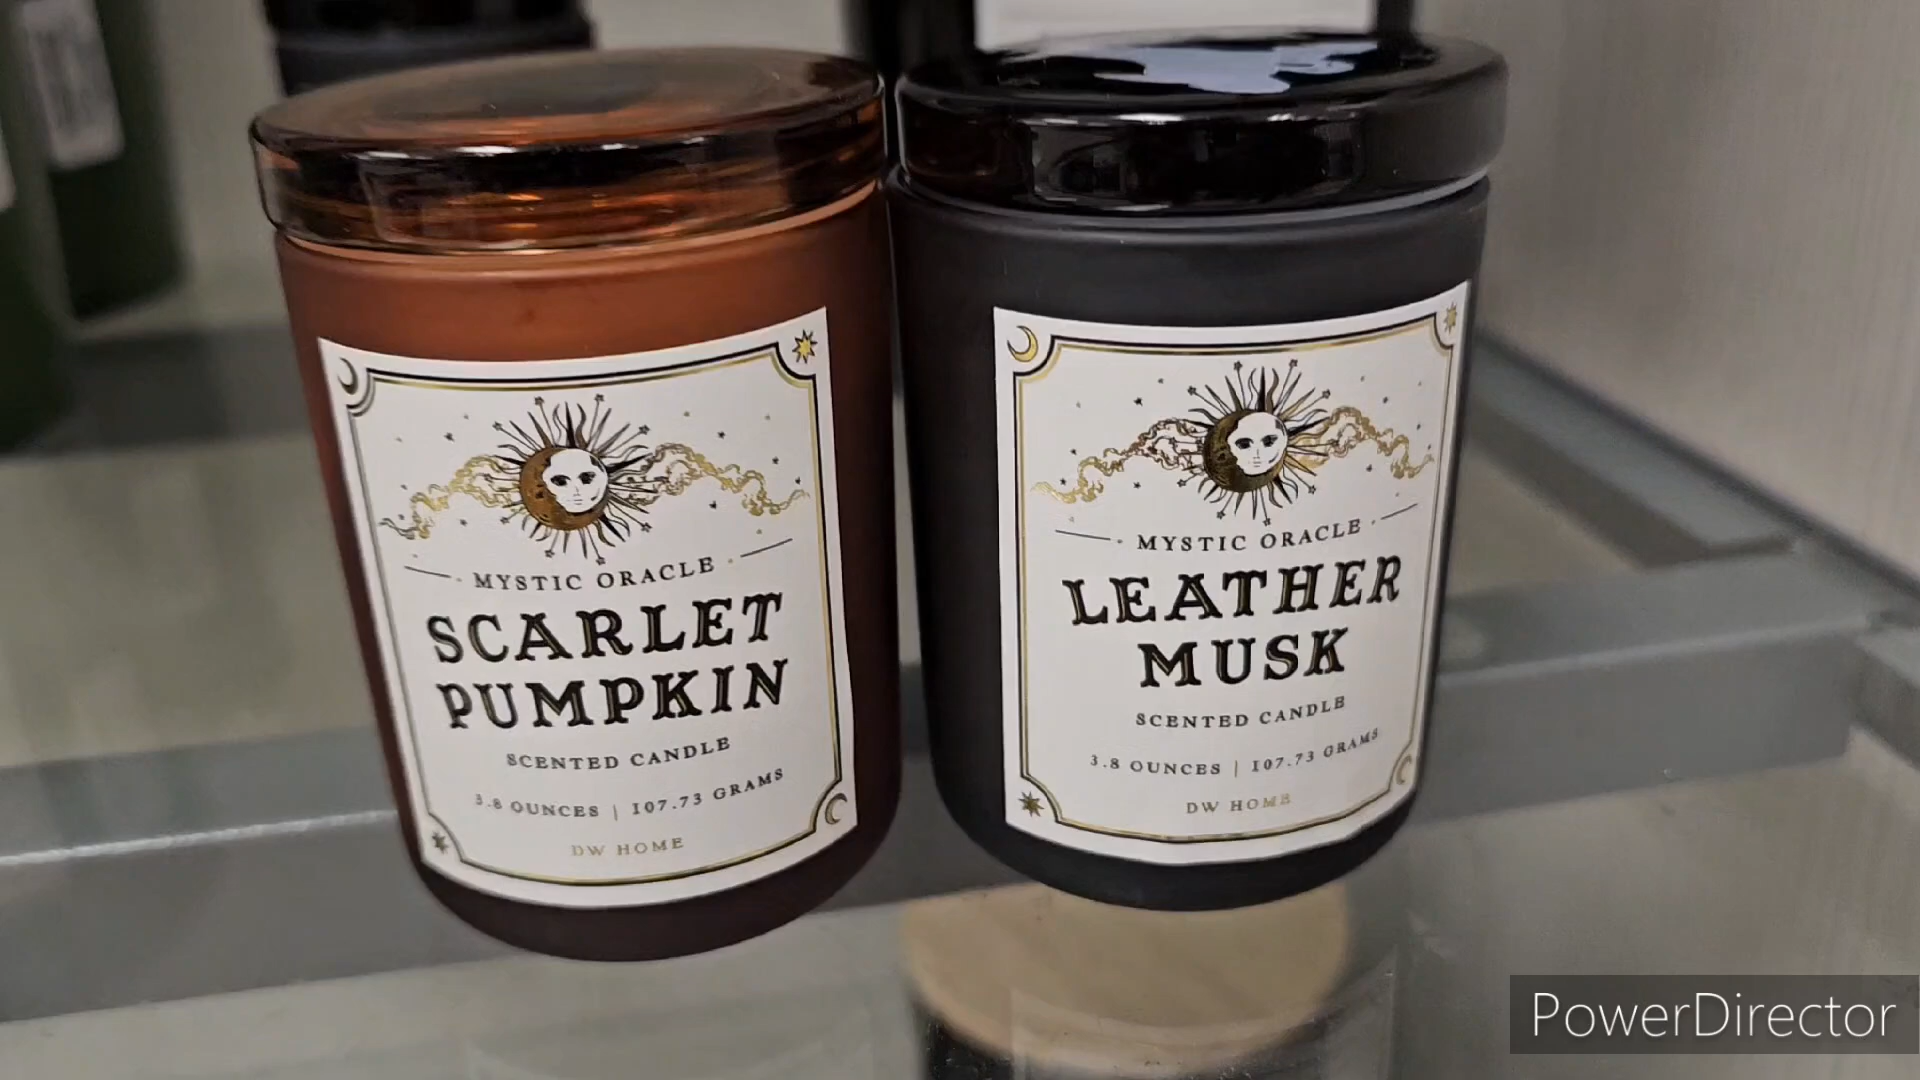 MYSTIC ORACLE
SCARLET
PUMPKIN
SCENTED CANDLE
3.8 OUNCES | 107.73 GRAMS
DW HOME
MYSTIC ORACLE
LEATHER
MUSK
SCENTED CANDLE
3.8 OUNCES | 107.73 GRAMS
DW HOME
PowerDirector